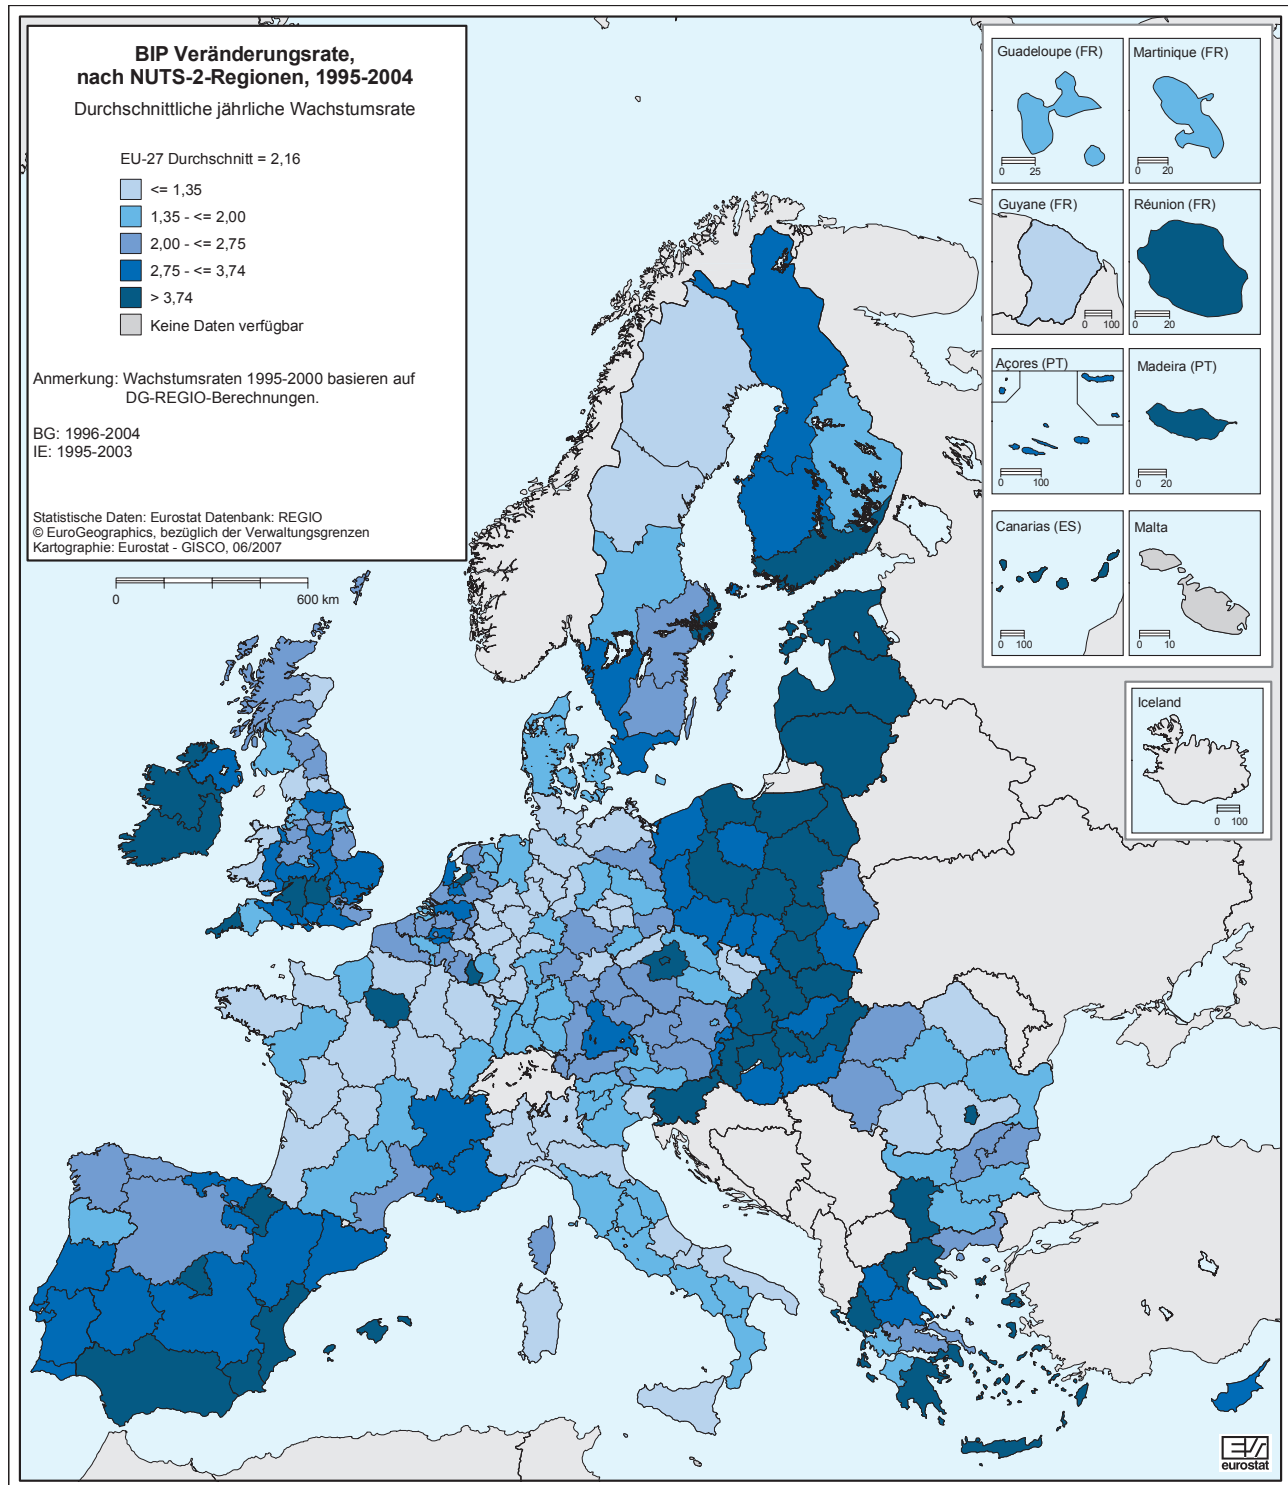 BIP Veränderungsrate,
nach NUTS-2-Regionen, 1995-2004
Durchschnittliche jährliche Wachstumsrate
EU-27 Durchschnitt = 2,16
<= 1,35
1,35 - <= 2,00
2,00 - <= 2,75
2,75 - <= 3,74
> 3,74
Keine Daten verfügbar
Anmerkung: Wachstumsraten 1995-2000 basieren auf
DG-REGIO-Berechnungen.
BG: 1996-2004
IE: 1995-2003
Statistische Daten: Eurostat Datenbank: REGIO
© EuroGeographics, bezüglich der Verwaltungsgrenzen
Kartographie: Eurostat - GISCO, 06/2007
0 600 km
Guadeloupe (FR)
0 25
Martinique (FR)
0 20
Guyane (FR)
0 100
Réunion (FR)
0 20
Açores (PT)
0 100
Madeira (PT)
0 20
Canarias (ES)
0 100
Malta
0 10
Iceland
0 100
eurostat